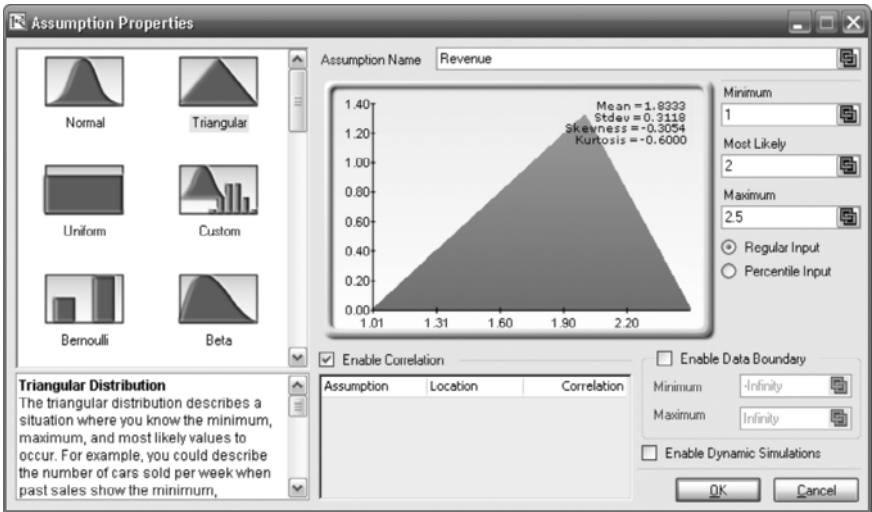 Assumption Properties
Normal
Triangular
Uniform
Custom
Bernoulli
Beta
Triangular Distribution
The triangular distribution describes a
situation where you know the minimum,
maximum, and most likely values to
occur. For example, you could describe
the number of cars sold per week when
past sales show the minimum,
Assumption Name
Revenue
Mean =1.8333
Stdev =0.3118
Skewness =-0.3054
Kurtosis =-0.6000
1.40
1.20
1.00
0.80
0.60
0.40
0.20
0.00
1.01 1.31 1.60 1.90 2.20
Minimum
1
Most Likely
2
Maximum
2.5
Regular Input
Percentile Input
Enable Correlation
Assumption Location Correlation
Enable Data Boundary
Minimum -Infinity
Maximum Infinity
Enable Dynamic Simulations
OK Cancel